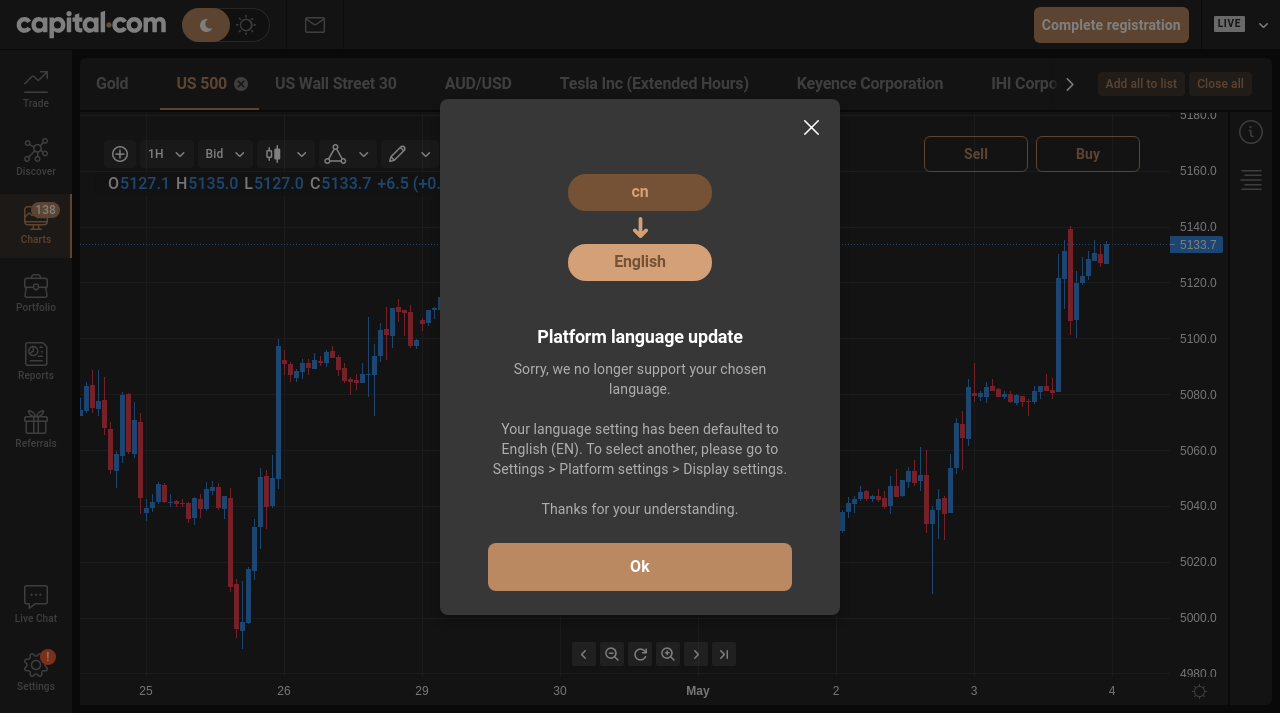 capital.com
Complete registration
LIVE
Trade
Discover
138
Charts
Portfolio
Reports
Referrals
Live Chat
!
Settings
Gold
US 500
US Wall Street 30
AUD/USD
Tesla Inc (Extended Hours)
Keyence Corporation
IHI Corpo
Add all to list
Close all
1H
Bid
O5127.1 H5135.0 L5127.0 C5133.7 +6.5 (+0.
Sell
Buy
cn
English
Platform language update
Sorry, we no longer support your chosen
language.
Your language setting has been defaulted to
English (EN). To select another, please go to
Settings > Platform settings > Display settings.
Thanks for your understanding.
Ok
5180.0
5160.0
5140.0
5133.7
5120.0
5100.0
5080.0
5060.0
5040.0
5020.0
5000.0
4980.0
25
26
29
30
May
2
3
4